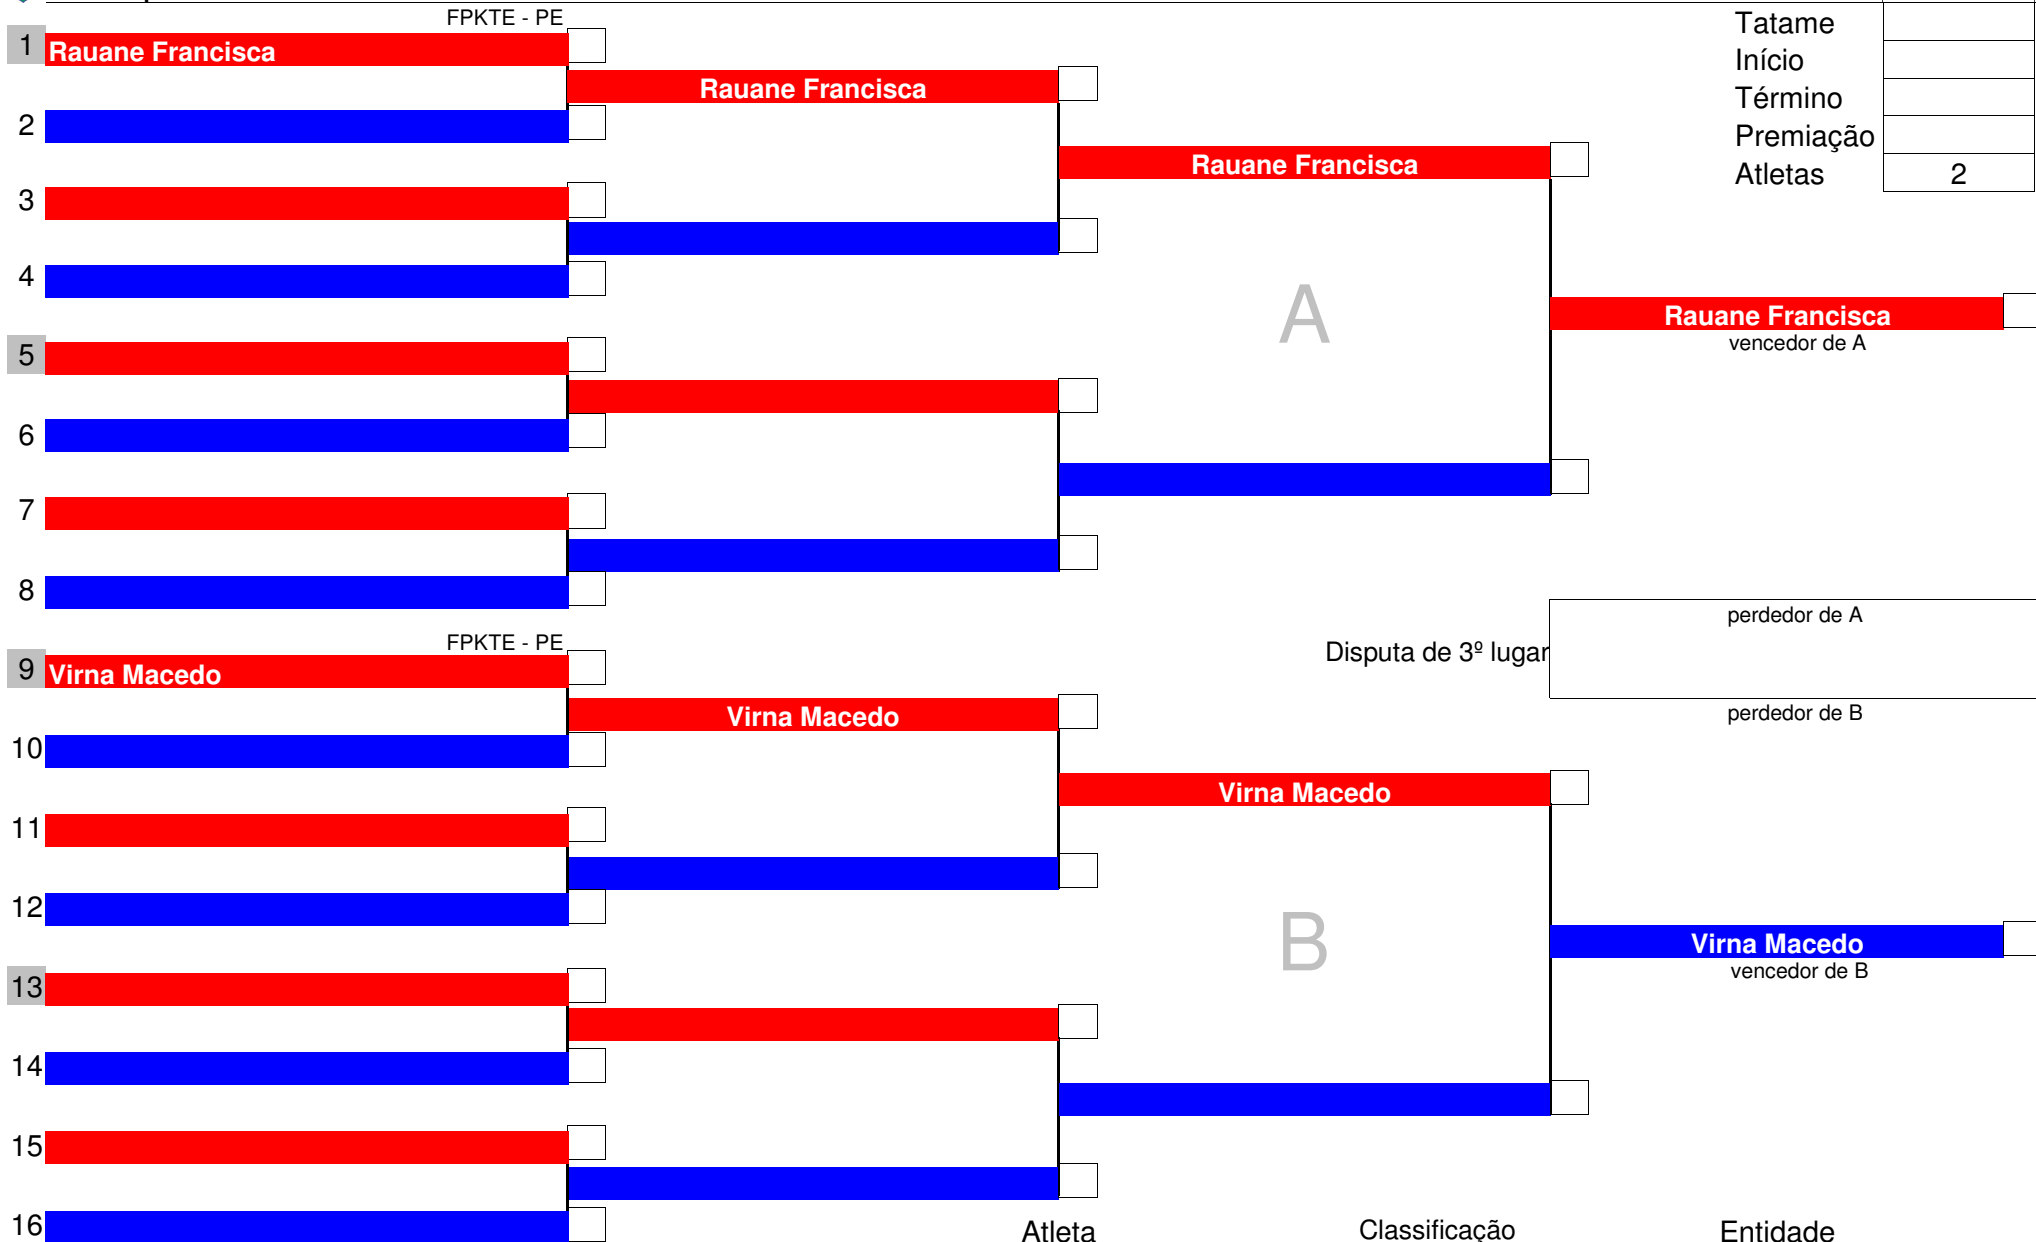 FPKTE - PE
Tatame
1 Rauane Francisca
Início
Rauane Francisca
Término
2
Premiação
Rauane Francisca
Atletas 2
3
4
A
Rauane Francisca
vencedor de A
5
6
7
8
perdedor de A
FPKTE - PE
Disputa de 3º lugar
9 Virna Macedo
perdedor de B
Virna Macedo
10
Virna Macedo
11
12
B
Virna Macedo
vencedor de B
13
14
15
16
Atleta Classificação Entidade